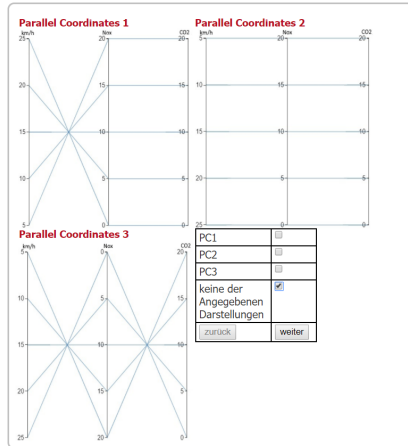 Parallel Coordinates 1
km/h Nox CO2
25 20 20
20 15 15
15 10 10
10 5 5
5 0 0
Parallel Coordinates 2
km/h Nox CO2
5 20 20
10 15 15
15 10 10
20 5 5
25 0 0
Parallel Coordinates 3
km/h Nox CO2
5 0 20
10 5 15
15 10 10
20 15 5
25 20 0
PC1
PC2
PC3
keine der
Angegebenen
Darstellungen
zurück weiter